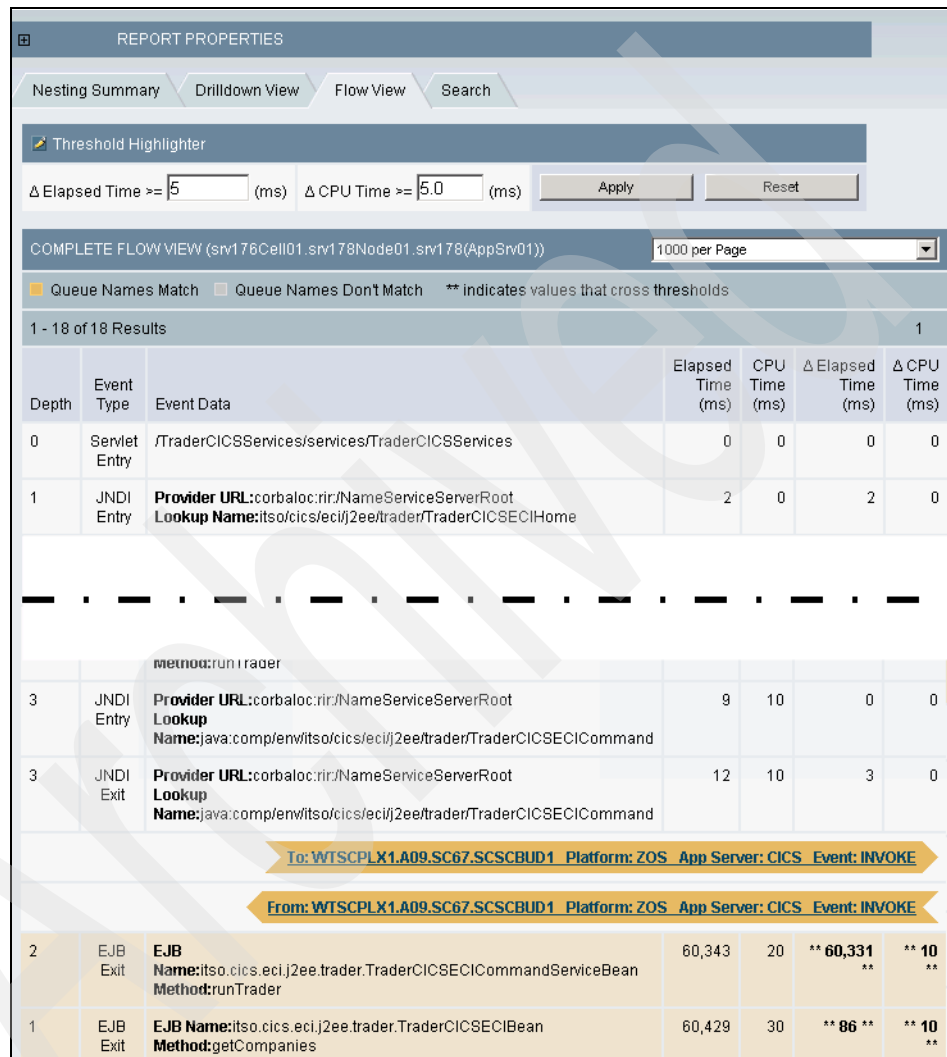 REPORT PROPERTIES
Nesting Summary Drilldown View Flow View Search
Threshold Highlighter
Δ Elapsed Time >= 5 (ms) Δ CPU Time >= 5.0 (ms) Apply Reset
COMPLETE FLOW VIEW (srv176Cell01.srv178Node01.srv178(AppSrv01)) 1000 per Page
Queue Names Match Queue Names Don't Match ** indicates values that cross thresholds
1 - 18 of 18 Results 1
Depth Event Type Event Data Elapsed Time (ms) CPU Time (ms) Δ Elapsed Time (ms) Δ CPU Time (ms)
0 Servlet Entry /TraderCICSServices/services/TraderCICSServices 0 0 0 0
1 JNDI Entry Provider URL:corbaloc:rir:/NameServiceServerRoot 2 0 2 0
Lookup Name:itso/cics/eci/j2ee/trader/TraderCICSECIHome
Method:runTrader
3 JNDI Entry Provider URL:corbaloc:rir:/NameServiceServerRoot 9 10 0 0
Lookup
Name:java:comp/env/itso/cics/eci/j2ee/trader/TraderCICSECICommand
3 JNDI Exit Provider URL:corbaloc:rir:/NameServiceServerRoot 12 10 3 0
Lookup
Name:java:comp/env/itso/cics/eci/j2ee/trader/TraderCICSECICommand
To: WTSCPLX1.A09.SC67.SCSCBUD1 Platform: ZOS App Server: CICS Event: INVOKE
From: WTSCPLX1.A09.SC67.SCSCBUD1 Platform: ZOS App Server: CICS Event: INVOKE
2 EJB Exit EJB 60,343 20 ** 60,331 ** ** 10 **
Name:itso.cics.eci.j2ee.trader.TraderCICSECICommandServiceBean
Method:runTrader
1 EJB Exit EJB Name:itso.cics.eci.j2ee.trader.TraderCICSECIBean 60,429 30 ** 86 ** ** 10 **
Method:getCompanies
Archived